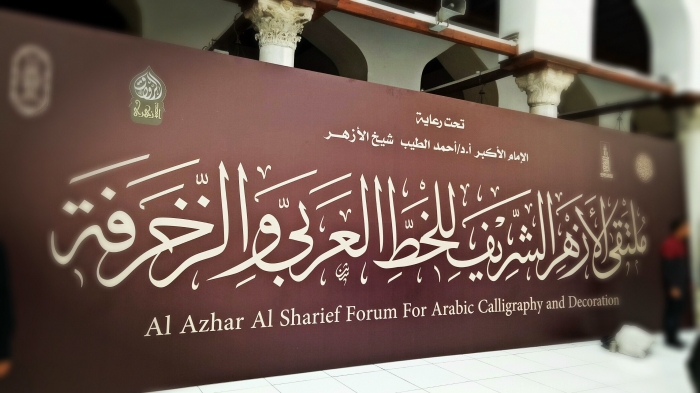 تحت رعاية
الإمام الأكبر أ.د/أحمد الطيب شيخ الأزهر
ملتقى الأزهر الشريف للخط العربي والزخرفة
Al Azhar Al Sharief Forum For Arabic Calligraphy and Decoration